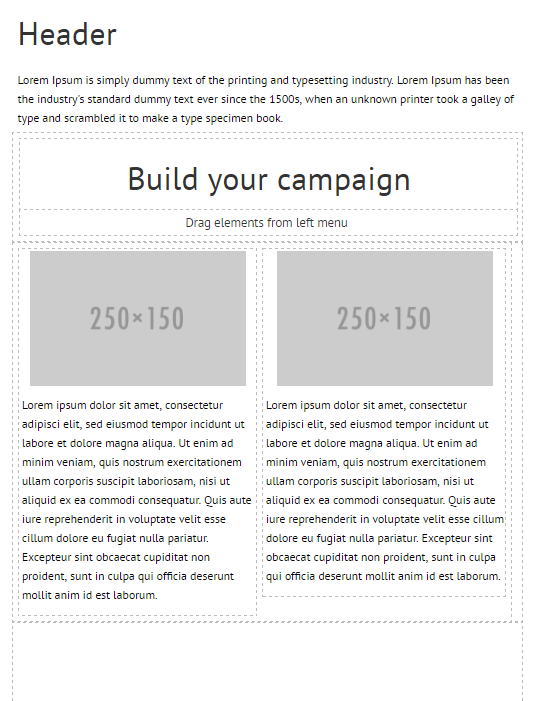 Header
Lorem Ipsum is simply dummy text of the printing and typesetting industry. Lorem Ipsum has been
the industry's standard dummy text ever since the 1500s, when an unknown printer took a galley of
type and scrambled it to make a type specimen book.
Build your campaign
Drag elements from left menu
250×150
Lorem ipsum dolor sit amet, consectetur
adipisci elit, sed eiusmod tempor incidunt ut
labore et dolore magna aliqua. Ut enim ad
minim veniam, quis nostrum exercitationem
ullam corporis suscipit laboriosam, nisi ut
aliquid ex ea commodi consequatur. Quis aute
iure reprehenderit in voluptate velit esse
cillum dolore eu fugiat nulla pariatur.
Excepteur sint obcaecat cupiditat non
proident, sunt in culpa qui officia deserunt
mollit anim id est laborum.
250×150
Lorem ipsum dolor sit amet, consectetur
adipisci elit, sed eiusmod tempor incidunt ut
labore et dolore magna aliqua. Ut enim ad
minim veniam, quis nostrum exercitationem
ullam corporis suscipit laboriosam, nisi ut
aliquid ex ea commodi consequatur. Quis aute
iure reprehenderit in voluptate velit esse cillum
dolore eu fugiat nulla pariatur. Excepteur sint
obcaecat cupiditat non proident, sunt in culpa
qui officia deserunt mollit anim id est laborum.